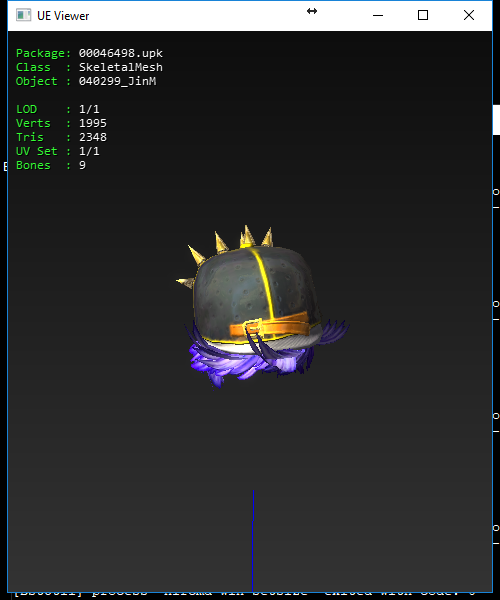 UE Viewer
Package: 00046498.upk
Class : SkeletalMesh
Object : 040299_JinM
LOD : 1/1
Verts : 1995
Tris : 2348
UV Set : 1/1
Bones : 9